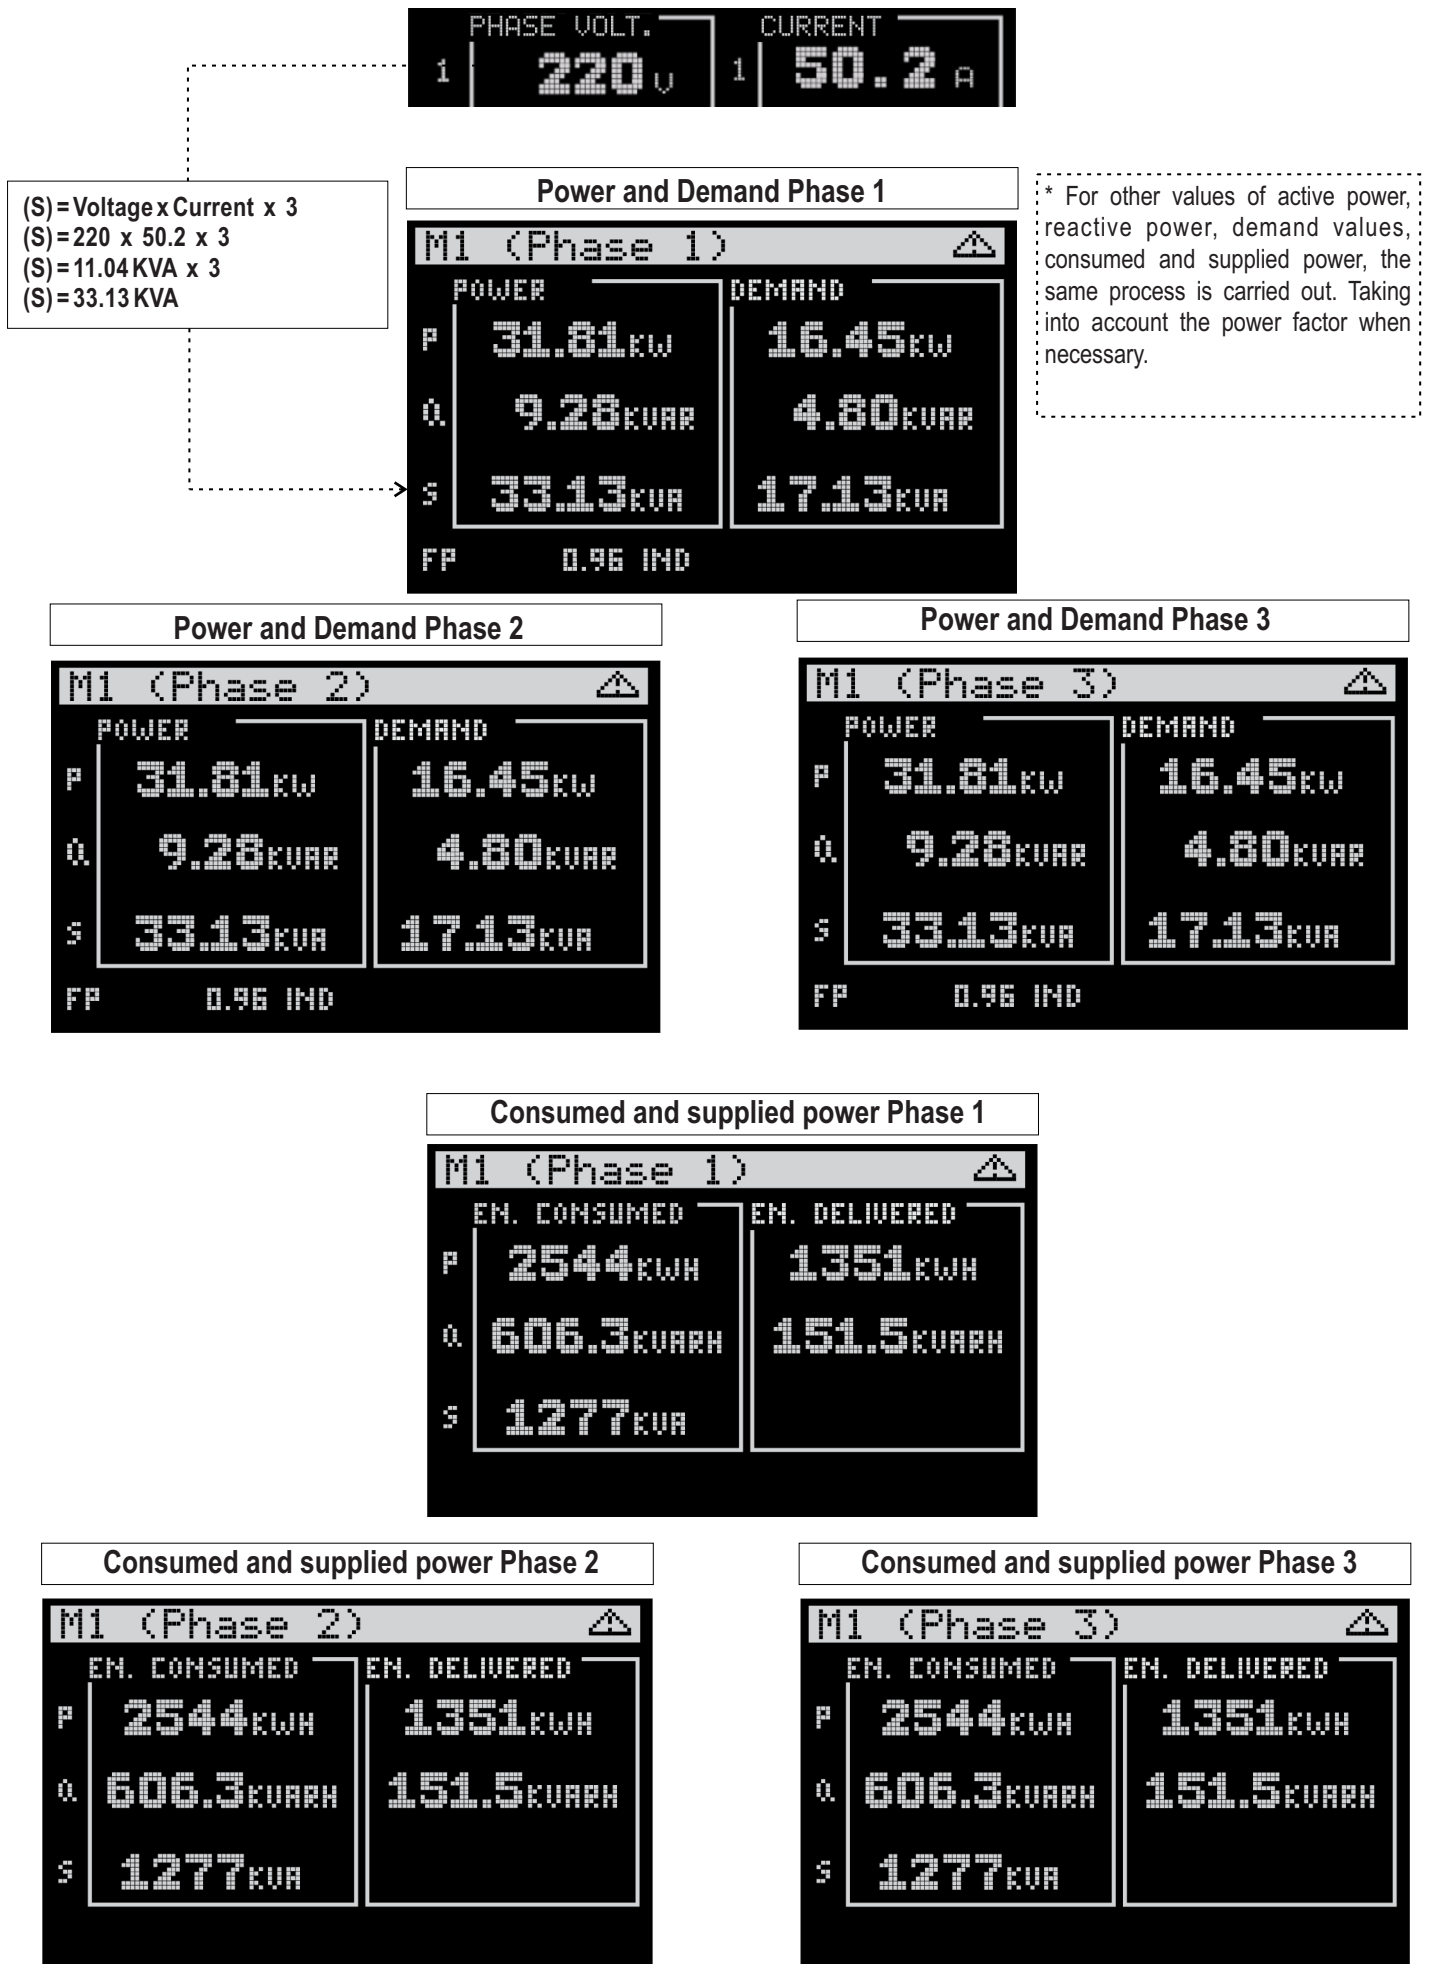 PHASE VOLT. CURRENT
1 220 V 1 50.2 A
(S) = Voltage x Current x 3
(S) = 220 x 50.2 x 3
(S) = 11.04 KVA x 3
(S) = 33.13 KVA
Power and Demand Phase 1
M1 (Phase 1)
POWER DEMAND
P 31.81KW 16.45KW
Q 9.28KVAR 4.80KVAR
S 33.13KVA 17.13KVA
FP 0.96 IND
* For other values of active power,
reactive power, demand values,
consumed and supplied power, the
same process is carried out. Taking
into account the power factor when
necessary.
Power and Demand Phase 2
M1 (Phase 2)
POWER DEMAND
P 31.81KW 16.45KW
Q 9.28KVAR 4.80KVAR
S 33.13KVA 17.13KVA
FP 0.96 IND
Power and Demand Phase 3
M1 (Phase 3)
POWER DEMAND
P 31.81KW 16.45KW
Q 9.28KVAR 4.80KVAR
S 33.13KVA 17.13KVA
FP 0.96 IND
Consumed and supplied power Phase 1
M1 (Phase 1)
EN. CONSUMED EN. DELIVERED
P 2544KWH 1351KWH
Q 606.3KVARH 151.5KVARH
S 1277KVA
Consumed and supplied power Phase 2
M1 (Phase 2)
EN. CONSUMED EN. DELIVERED
P 2544KWH 1351KWH
Q 606.3KVARH 151.5KVARH
S 1277KVA
Consumed and supplied power Phase 3
M1 (Phase 3)
EN. CONSUMED EN. DELIVERED
P 2544KWH 1351KWH
Q 606.3KVARH 151.5KVARH
S 1277KVA